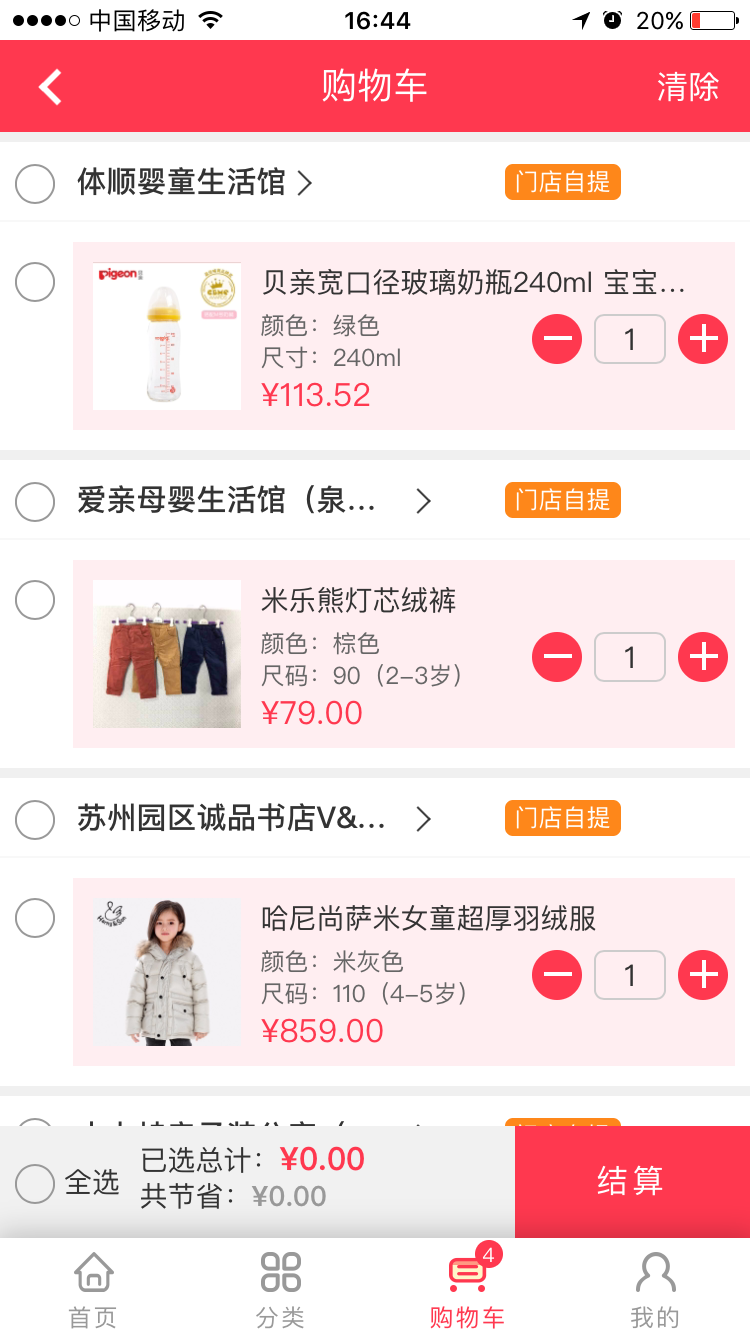 中国移动 16:44 20%
购物车 清除
体顺婴童生活馆 门店自提
Pigeon
贝亲宽口径玻璃奶瓶240ml 宝宝...
颜色：绿色
尺寸：240ml
1
¥113.52
爱亲母婴生活馆（泉... 门店自提
米乐熊灯芯绒裤
颜色：棕色
尺码：90（2-3岁）
1
¥79.00
苏州园区诚品书店V&... 门店自提
哈尼尚萨米女童超厚羽绒服
颜色：米灰色
尺码：110（4-5岁）
1
¥859.00
全选
已选总计：¥0.00
共节省：¥0.00
结算
4
首页 分类 购物车 我的